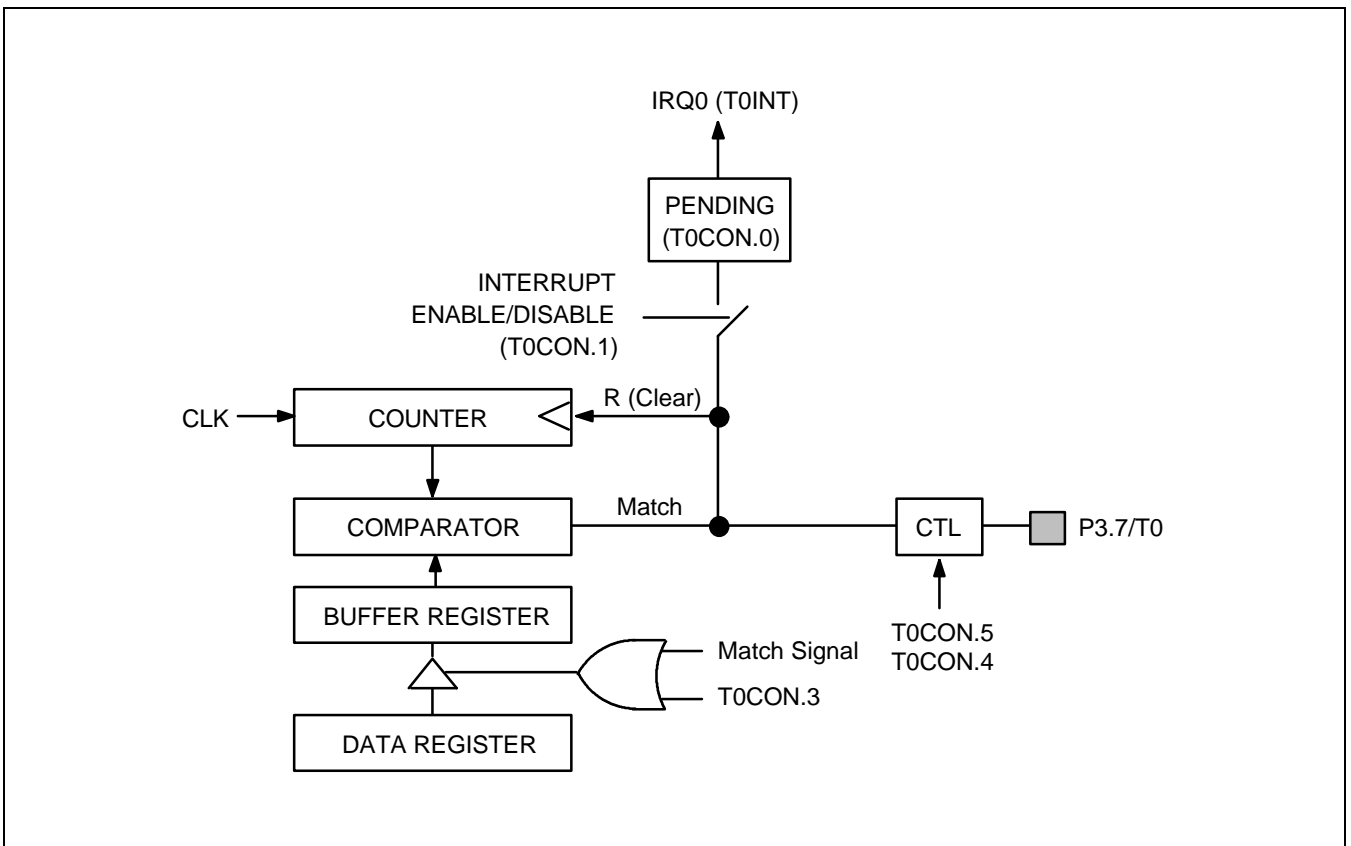 IRQ0 (T0INT)
PENDING
(T0CON.0)
INTERRUPT
ENABLE/DISABLE
(T0CON.1)
R (Clear)
CLK
COUNTER
Match
COMPARATOR
CTL
P3.7/T0
BUFFER REGISTER
T0CON.5
T0CON.4
Match Signal
T0CON.3
DATA REGISTER